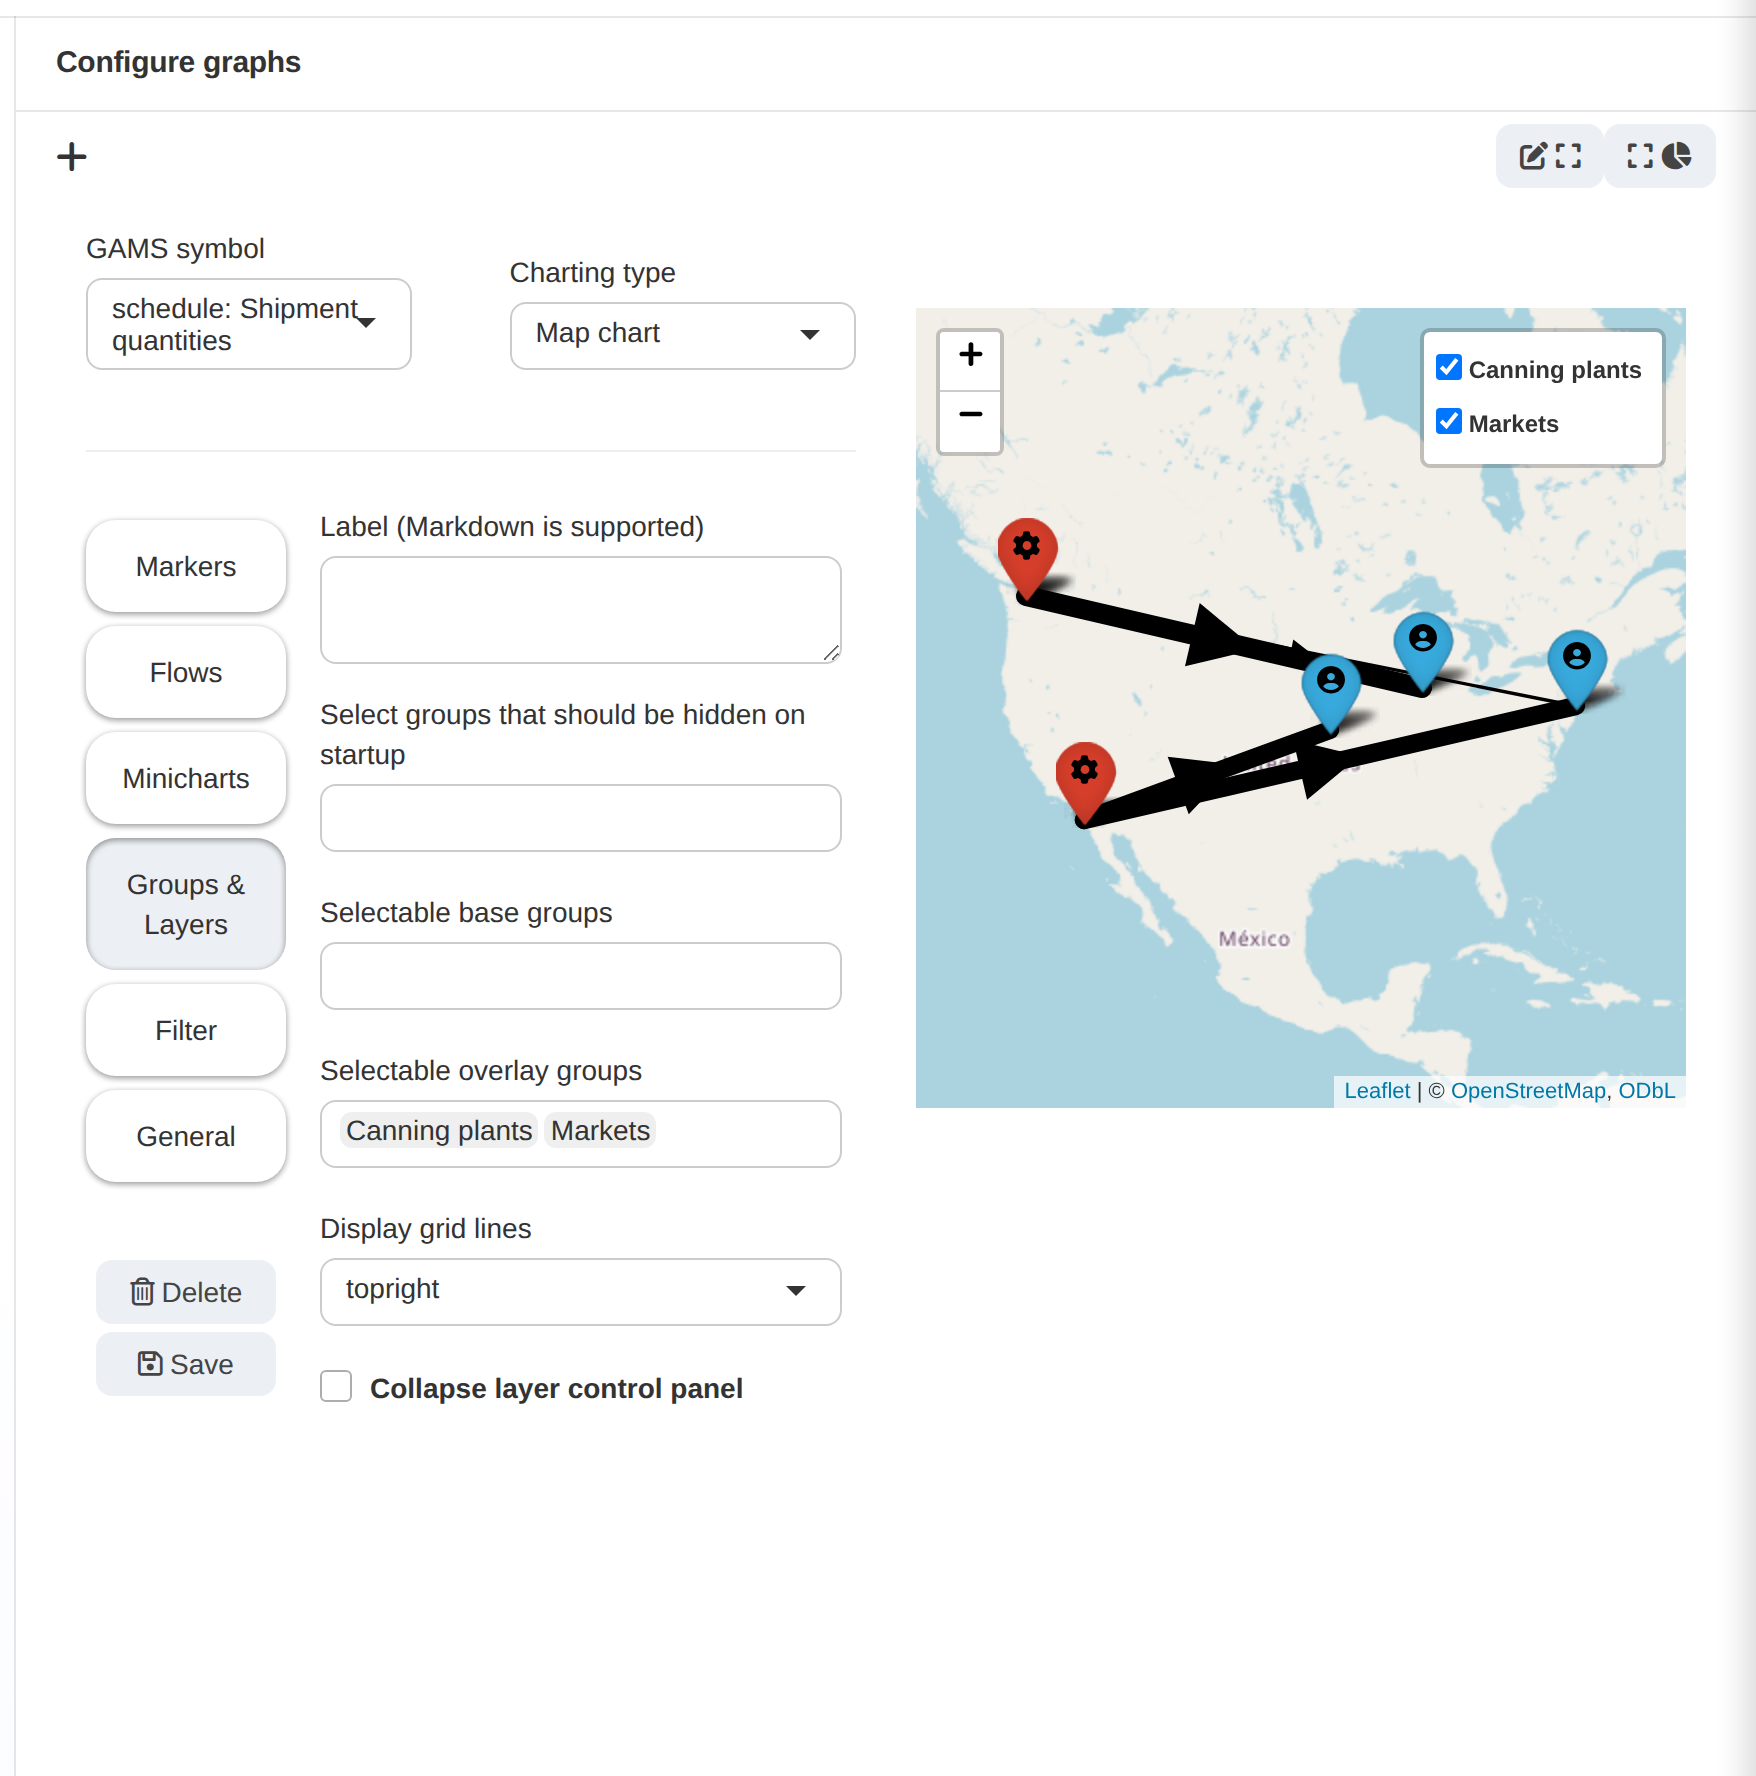 Configure graphs
GAMS symbol
schedule: Shipment
quantities
Charting type
Map chart
Markers
Flows
Minicharts
Groups &
Layers
Filter
General
Delete
Save
Label (Markdown is supported)
Select groups that should be hidden on
startup
Selectable base groups
Selectable overlay groups
Canning plants Markets
Display grid lines
topright
Collapse layer control panel
+
−
Canning plants
Markets
México
Leaflet | © OpenStreetMap, ODbL